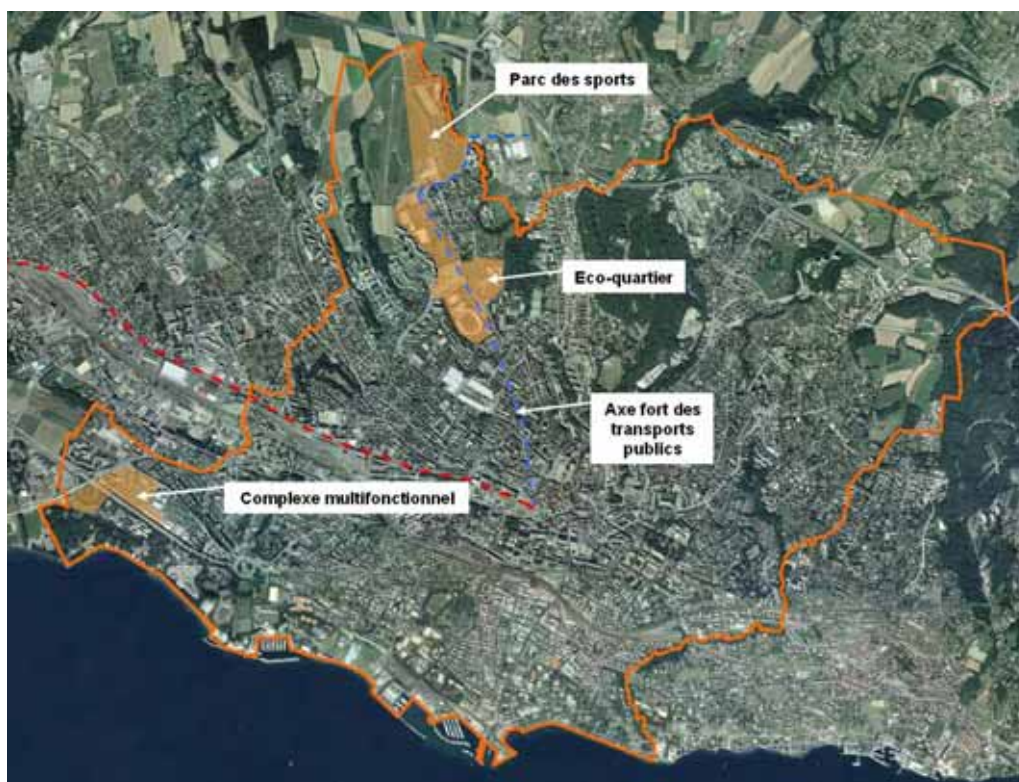 Parc des sports
Eco-quartier
Axe fort des
transports
publics
Complexe multifonctionnel